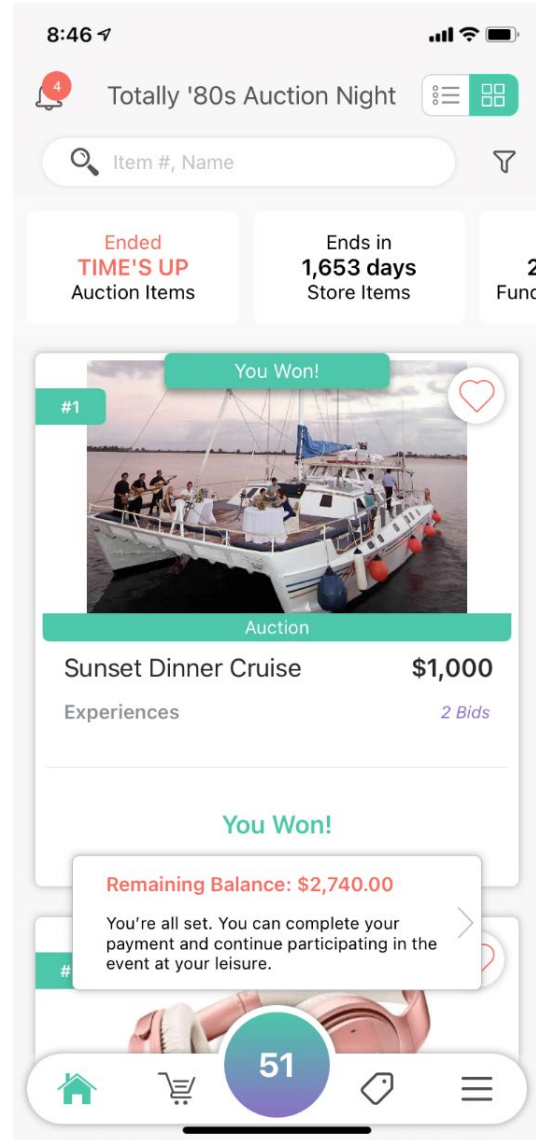 8:46
4
Totally '80s Auction Night
Item #, Name
Ended
TIME'S UP
Auction Items
Ends in
1,653 days
Store Items
2
Fund
You Won!
#1
Auction
Sunset Dinner Cruise
$1,000
Experiences
2 Bids
You Won!
Remaining Balance: $2,740.00
You're all set. You can complete your
payment and continue participating in the
event at your leisure.
#
51